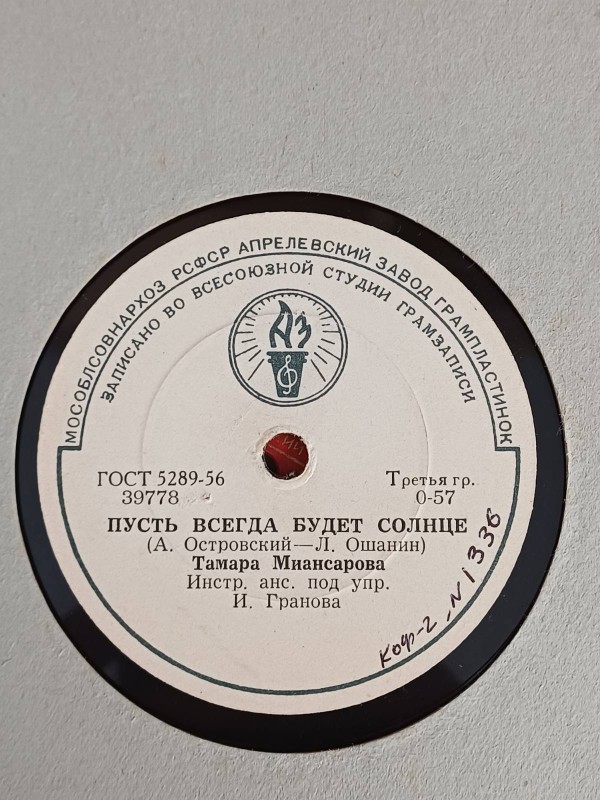 МОСОБЛСОВНАРХОЗ РСФСР АПРЕЛЕВСКИЙ ЗАВОД ГРАМПЛАСТИНОК
ЗАПИСАНО ВО ВСЕСОЮЗНОЙ СТУДИИ ГРАМЗАПИСИ
АЗ
ГОСТ 5289-56 Третья гр.
39778 0-57
ПУСТЬ ВСЕГДА БУДЕТ СОЛНЦЕ
(А. Островский—Л. Ошанин)
Тамара Миансарова
Инстр. анс. под упр.
И. Гранова
Коф-2 - N 1336